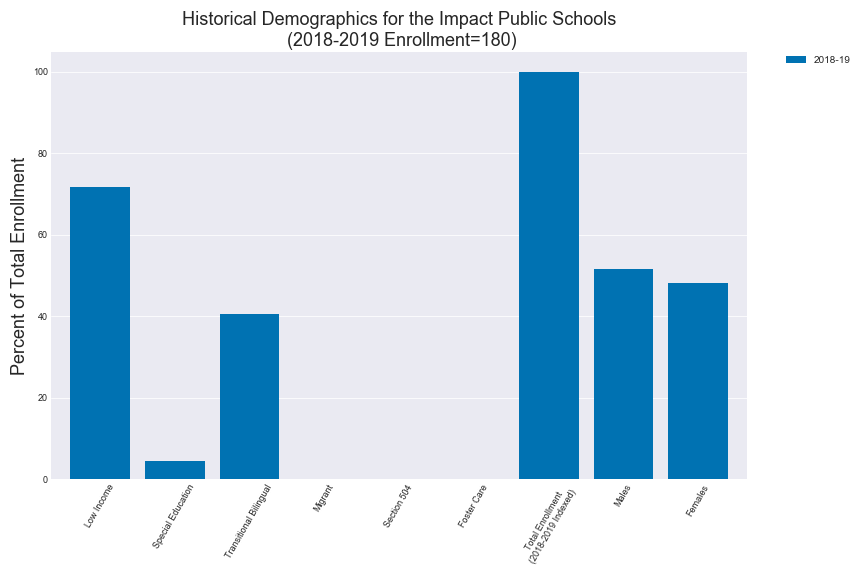 Historical Demographics for the Impact Public Schools
(2018-2019 Enrollment=180)
2018-19
Percent of Total Enrollment
100
80
60
40
20
0
Low Income
Special Education
Transitional Bilingual
Migrant
Section 504
Foster Care
Total Enrollment
(2018-2019 Indexed)
Males
Females